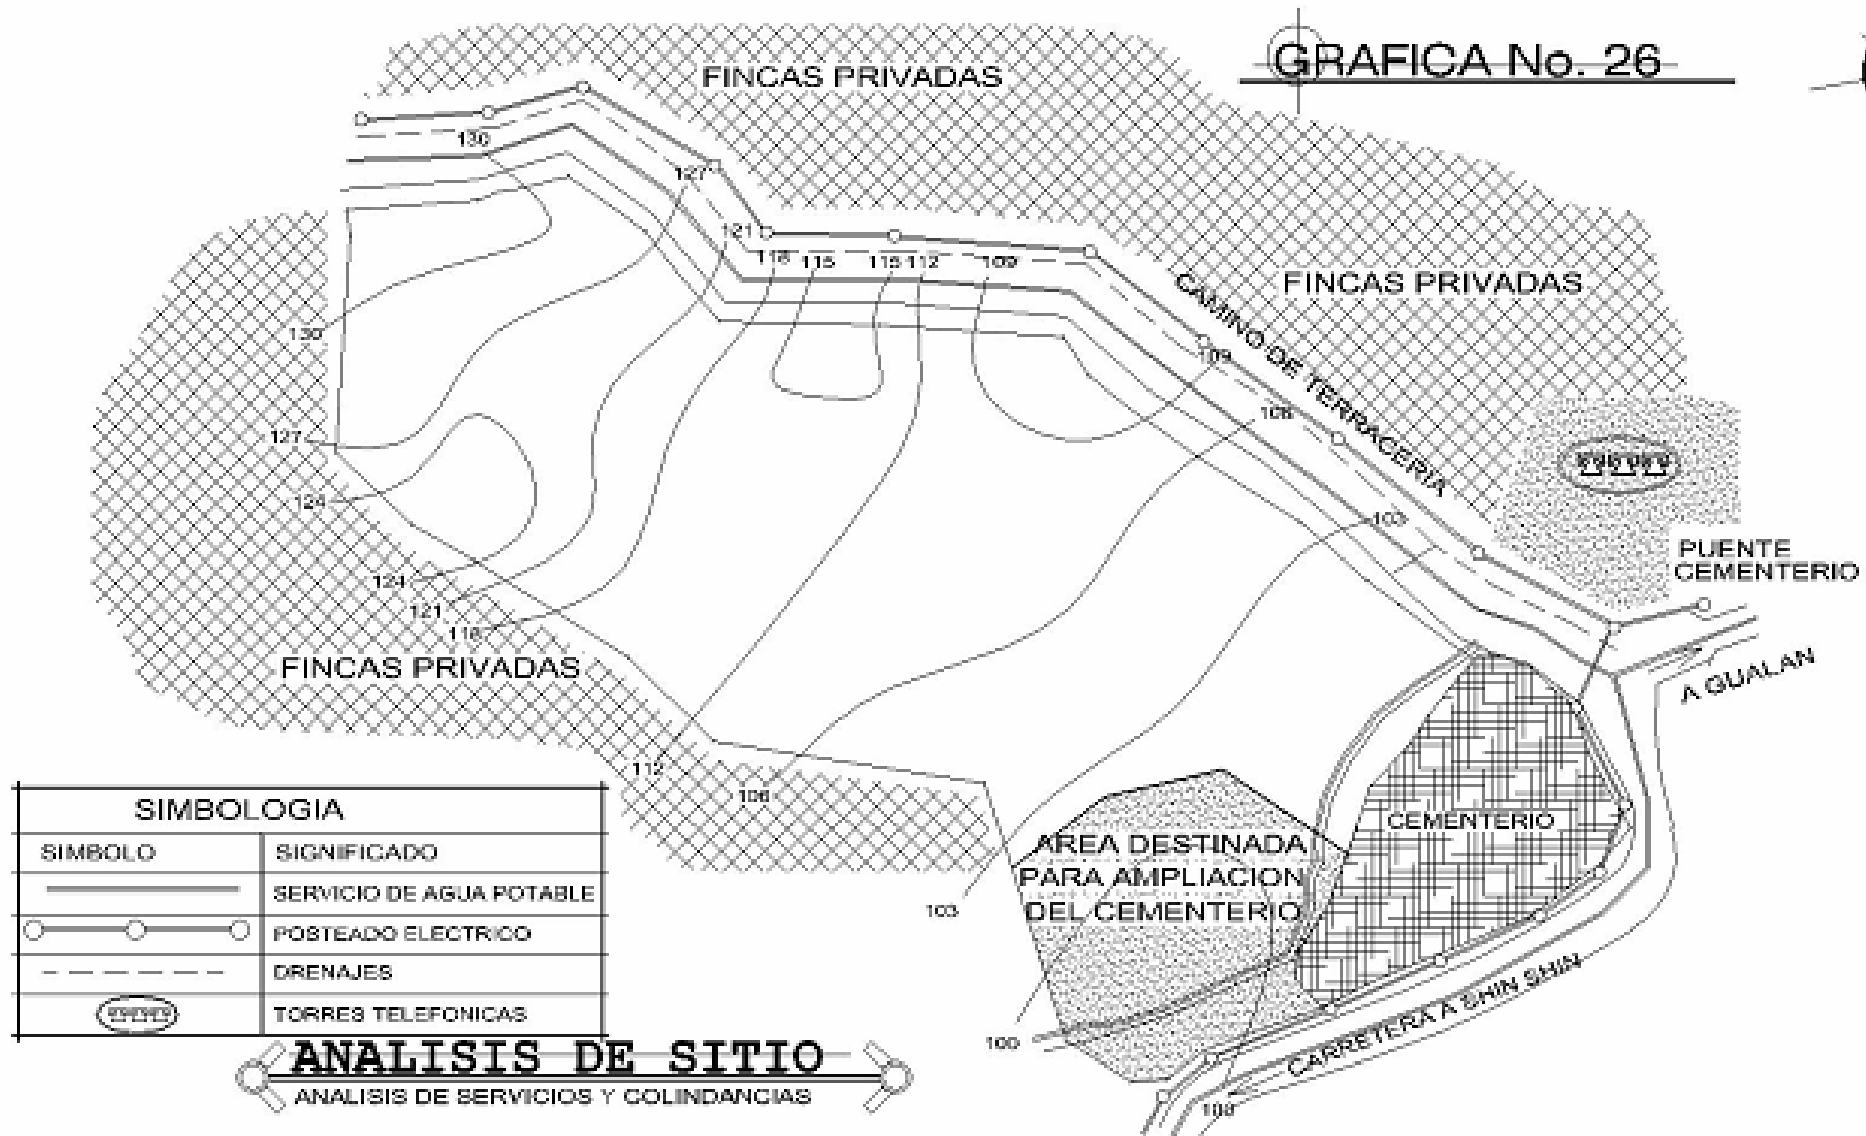 GRAFICA No. 26
FINCAS PRIVADAS
130
127
121
118
115
115
112
109
CAMINO DE TERRACERIA
FINCAS PRIVADAS
109
106
103
130
127
124
124
121
118
FINCAS PRIVADAS
112
106
103
100
100
PUENTE
CEMENTERIO
A GUALAN
CEMENTERIO
AREA DESTINADA
PARA AMPLIACION
DEL CEMENTERIO
CARRETERA A SHIN SHIN
SIMBOLOGIA
SIMBOLO
SIGNIFICADO
SERVICIO DE AGUA POTABLE
POSTEADO ELECTRICO
DRENAJES
TORRES TELEFONICAS
ANALISIS DE SITIO
ANALISIS DE SERVICIOS Y COLINDANCIAS